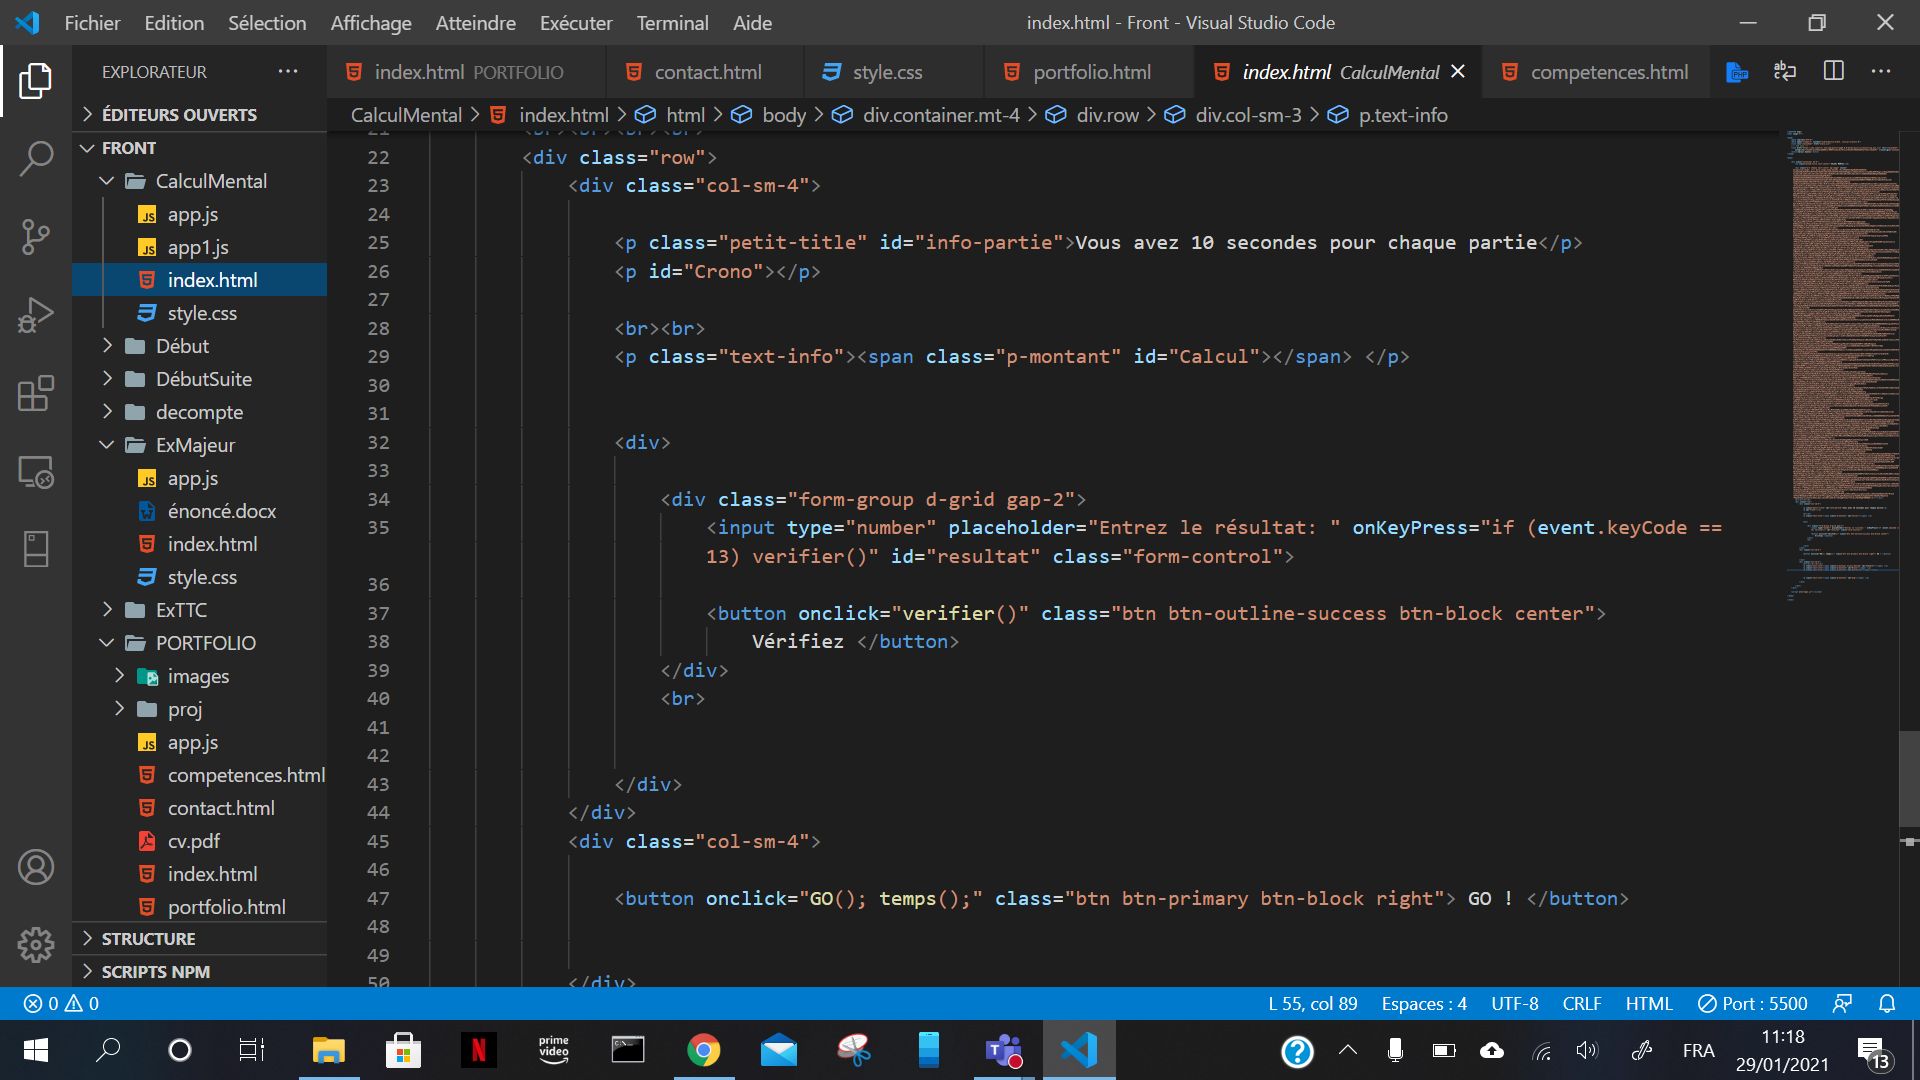 Fichier Edition Sélection Affichage Atteindre Exécuter Terminal Aide
index.html - Front - Visual Studio Code
EXPLORATEUR
index.html PORTFOLIO
contact.html
style.css
portfolio.html
index.html CalculMental
competences.html
CalculMental > index.html > html > body > div.container.mt-4 > div.row > div.col-sm-3 > p.text-info
ÉDITEURS OUVERTS
FRONT
CalculMental
app.js
app1.js
index.html
style.css
Début
DébutSuite
decompte
ExMajeur
app.js
énoncé.docx
index.html
style.css
ExTTC
PORTFOLIO
images
proj
app.js
competences.html
contact.html
cv.pdf
index.html
portfolio.html
STRUCTURE
SCRIPTS NPM
21 <br><br><br><br>
22 <div class="row">
23 <div class="col-sm-4">
24
25 <p class="petit-title" id="info-partie">Vous avez 10 secondes pour chaque partie</p>
26 <p id="Crono"></p>
27
28 <br><br>
29 <p class="text-info"><span class="p-montant" id="Calcul"></span> </p>
30
31
32 <div>
33
34 <div class="form-group d-grid gap-2">
35 <input type="number" placeholder="Entrez le résultat: " onKeyPress="if (event.keyCode ==
13) verifier()" id="resultat" class="form-control">
36
37 <button onclick="verifier()" class="btn btn-outline-success btn-block center">
38 Vérifiez </button>
39 </div>
40 <br>
41
42
43 </div>
44 </div>
45 <div class="col-sm-4">
46
47 <button onclick="GO(); temps();" class="btn btn-primary btn-block right"> GO ! </button>
48
49
50 </div>
0 0
L 55, col 89 Espaces : 4 UTF-8 CRLF HTML Port : 5500
prime video
FRA
11:18
29/01/2021
13